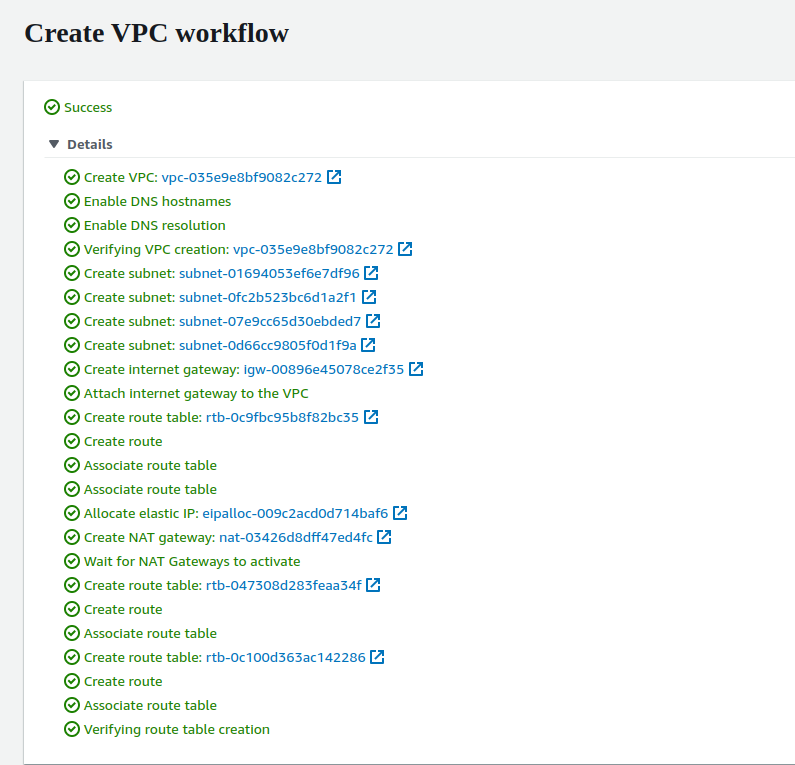 Create VPC workflow
Success
Details
Create VPC: vpc-035e9e8bf9082c272
Enable DNS hostnames
Enable DNS resolution
Verifying VPC creation: vpc-035e9e8bf9082c272
Create subnet: subnet-01694053ef6e7df96
Create subnet: subnet-0fc2b523bc6d1a2f1
Create subnet: subnet-07e9cc65d30ebded7
Create subnet: subnet-0d66cc9805f0d1f9a
Create internet gateway: igw-00896e45078ce2f35
Attach internet gateway to the VPC
Create route table: rtb-0c9fbc95b8f82bc35
Create route
Associate route table
Associate route table
Allocate elastic IP: eipalloc-009c2acd0d714baf6
Create NAT gateway: nat-03426d8dff47ed4fc
Wait for NAT Gateways to activate
Create route table: rtb-047308d283feaa34f
Create route
Associate route table
Create route table: rtb-0c100d363ac142286
Create route
Associate route table
Verifying route table creation